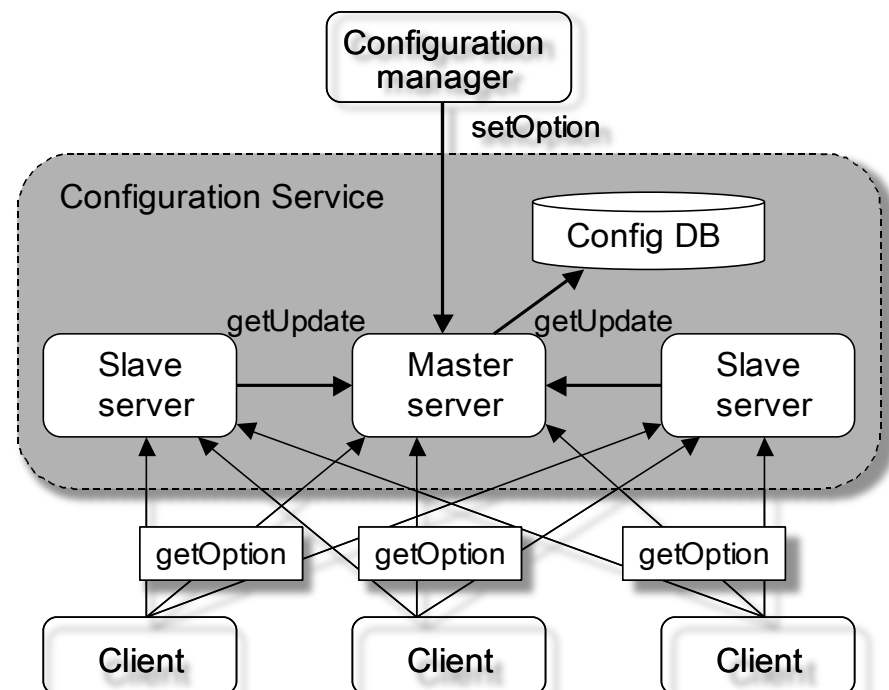 Configuration
manager
setOption
Configuration Service
Config DB
getUpdate
getUpdate
Slave
server
Master
server
Slave
server
getOption
getOption
getOption
Client
Client
Client